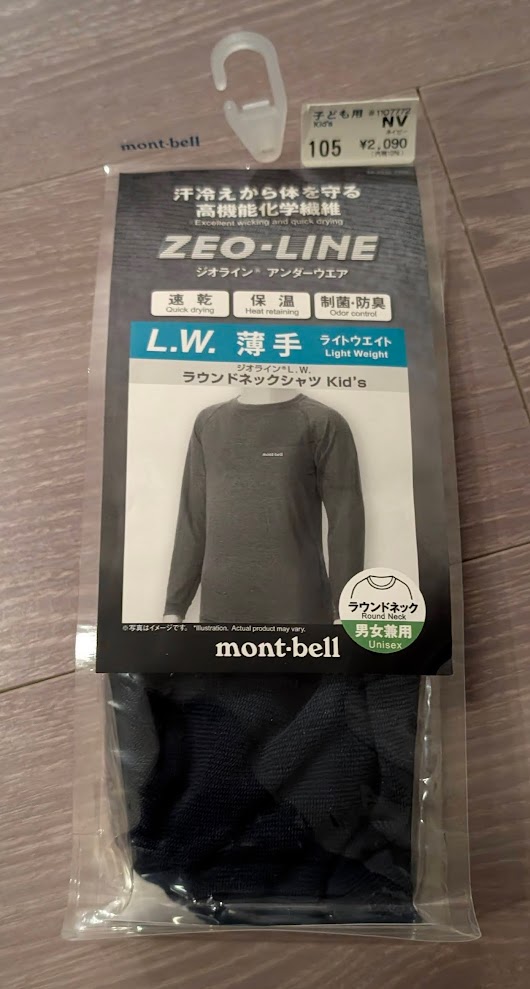 mont-bell
子ども用 #1107772
Kid's
NV
ネイビー
105 ¥2,090
汗冷えから体を守る
高機能化学繊維
Excellent wicking and quick drying
ZEO-LINE
ジオライン® アンダーウエア
速乾
Quick drying
保温
Heat retaining
制菌・防臭
Odor control
L.W. 薄手 ライトウエイト
Light Weight
ジオライン®L.W.
ラウンドネックシャツ Kid's
mont-bell
ラウンドネック
Round Neck
男女兼用
Unisex
※写真はイメージです。 *Illustration. Actual product may vary.
mont-bell